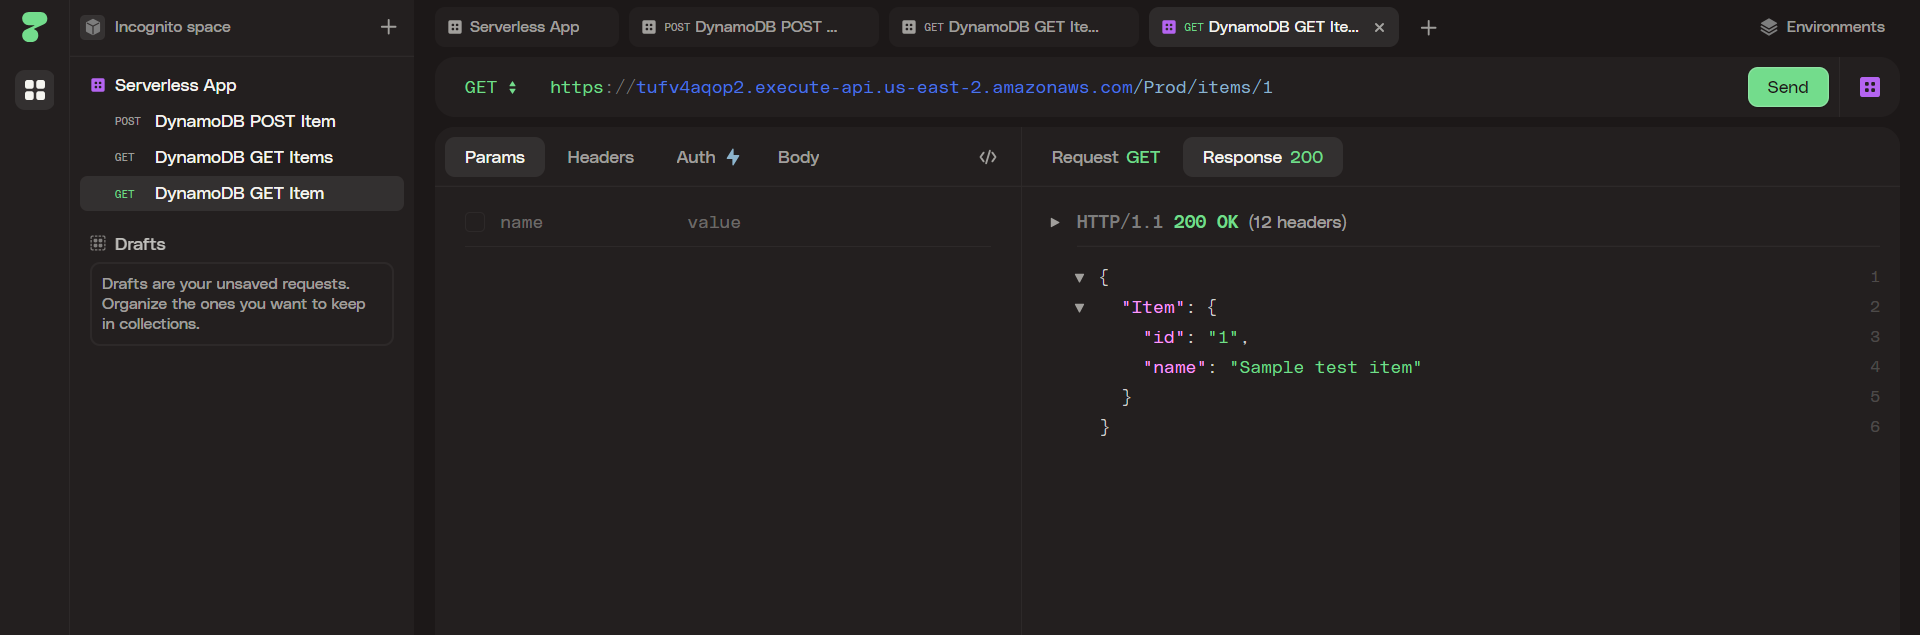 Incognito space
Serverless App
POST DynamoDB POST Item
GET DynamoDB GET Items
GET DynamoDB GET Item
Drafts
Drafts are your unsaved requests.
Organize the ones you want to keep
in collections.
Serverless App
POST DynamoDB POST ...
GET DynamoDB GET Ite...
GET DynamoDB GET Ite...
Environments
GET https://tufv4aqop2.execute-api.us-east-2.amazonaws.com/Prod/items/1
Send
Params Headers Auth Body </>
name value
Request GET Response 200
HTTP/1.1 200 OK (12 headers)
{ 1
"Item": { 2
"id": "1", 3
"name": "Sample test item" 4
} 5
} 6